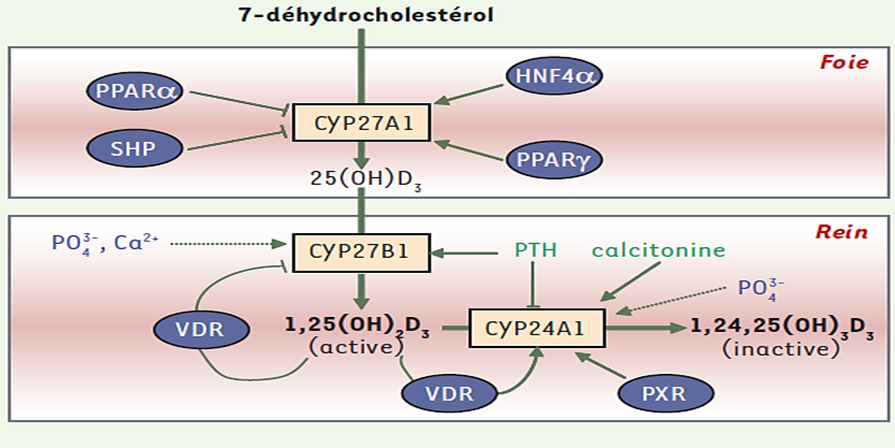 7-déhydrocholestérol
Foie
PPARα
HNF4α
CYP27A1
SHP
PPARγ
25(OH)D₃
Rein
PO₄³⁻, Ca²⁺
CYP27B1
PTH
calcitonine
PO₄³⁻
VDR
1,25(OH)₂D₃
(active)
CYP24A1
1,24,25(OH)₃D₃
(inactive)
VDR
PXR